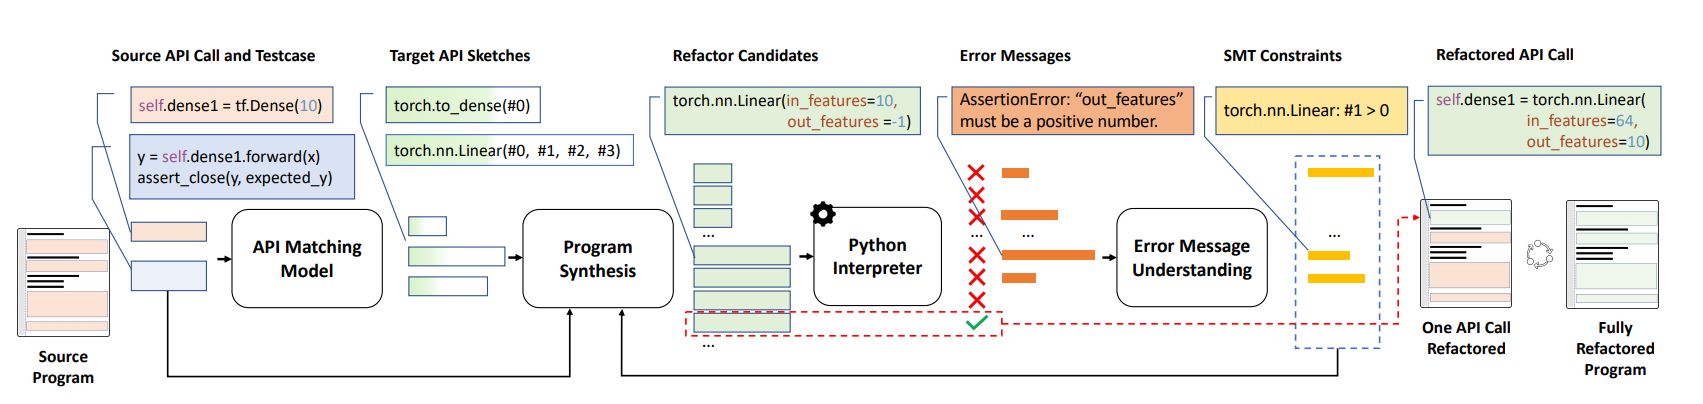 Source API Call and Testcase
Target API Sketches
Refactor Candidates
Error Messages
SMT Constraints
Refactored API Call
self.dense1 = tf.Dense(10)
y = self.dense1.forward(x)
assert_close(y, expected_y)
torch.to_dense(#0)
torch.nn.Linear(#0, #1, #2, #3)
torch.nn.Linear(in_features=10,
out_features =-1)
AssertionError: “out_features”
must be a positive number.
torch.nn.Linear: #1 > 0
self.dense1 = torch.nn.Linear(
in_features=64,
out_features=10)
...
...
...
...
...
Source
Program
API Matching
Model
Program
Synthesis
Python
Interpreter
Error Message
Understanding
One API Call
Refactored
Fully
Refactored
Program